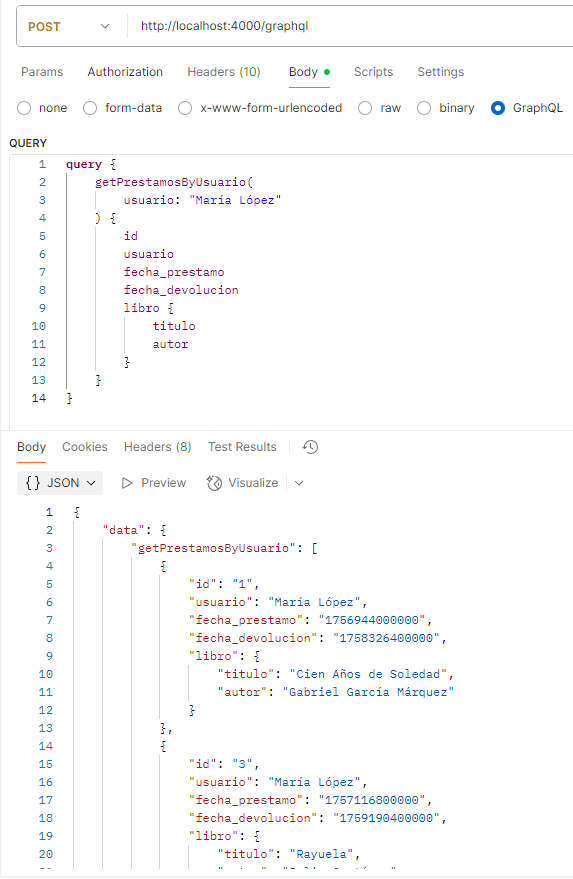 POST http://localhost:4000/graphql
Params Authorization Headers (10) Body Scripts Settings
none form-data x-www-form-urlencoded raw binary GraphQL
QUERY
1 query {
2 getPrestamosByUsuario(
3 usuario: "María López"
4 ) {
5 id
6 usuario
7 fecha_prestamo
8 fecha_devolucion
9 libro {
10 titulo
11 autor
12 }
13 }
14 }
Body Cookies Headers (8) Test Results
{} JSON Preview Visualize
1 {
2 "data": {
3 "getPrestamosByUsuario": [
4 {
5 "id": "1",
6 "usuario": "María López",
7 "fecha_prestamo": "1756944000000",
8 "fecha_devolucion": "1758326400000",
9 "libro": {
10 "titulo": "Cien Años de Soledad",
11 "autor": "Gabriel García Márquez"
12 }
13 },
14 {
15 "id": "3",
16 "usuario": "María López",
17 "fecha_prestamo": "1757116800000",
18 "fecha_devolucion": "1759190400000",
19 "libro": {
20 "titulo": "Rayuela",